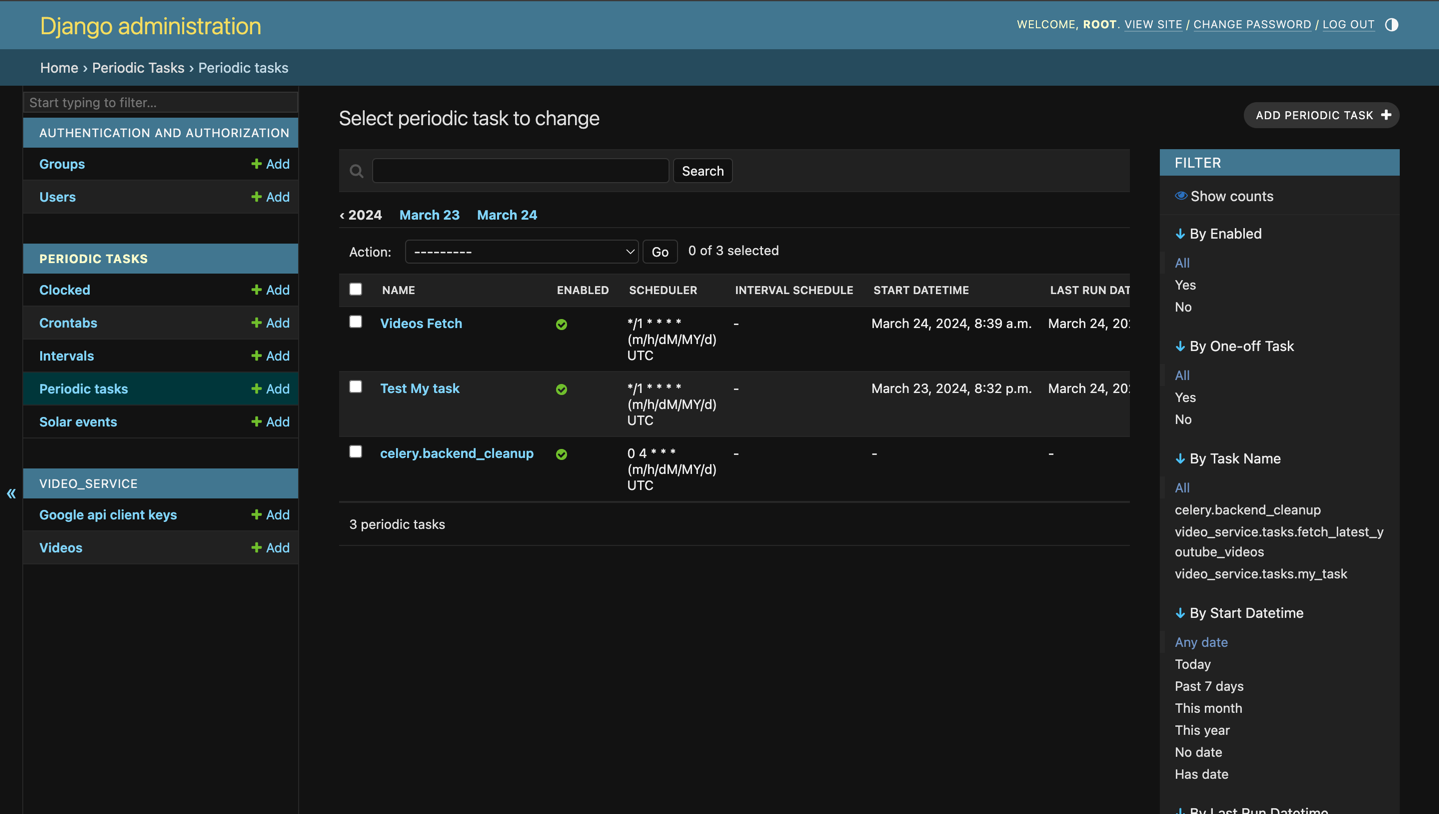 Django administration
WELCOME, ROOT. VIEW SITE / CHANGE PASSWORD / LOG OUT
Home › Periodic Tasks › Periodic tasks
Start typing to filter...
AUTHENTICATION AND AUTHORIZATION
Groups + Add
Users + Add
PERIODIC TASKS
Clocked + Add
Crontabs + Add
Intervals + Add
Periodic tasks + Add
Solar events + Add
VIDEO_SERVICE
Google api client keys + Add
Videos + Add
«
Select periodic task to change
ADD PERIODIC TASK +
Search
‹ 2024 March 23 March 24
Action: --------- Go 0 of 3 selected
NAME ENABLED SCHEDULER INTERVAL SCHEDULE START DATETIME LAST RUN DAT
Videos Fetch */1 * * * * - March 24, 2024, 8:39 a.m. March 24, 20
(m/h/dM/MY/d)
UTC
Test My task */1 * * * * - March 23, 2024, 8:32 p.m. March 24, 20
(m/h/dM/MY/d)
UTC
celery.backend_cleanup 0 4 * * * - - -
(m/h/dM/MY/d)
UTC
3 periodic tasks
FILTER
Show counts
↓ By Enabled
All
Yes
No
↓ By One-off Task
All
Yes
No
↓ By Task Name
All
celery.backend_cleanup
video_service.tasks.fetch_latest_y
outube_videos
video_service.tasks.my_task
↓ By Start Datetime
Any date
Today
Past 7 days
This month
This year
No date
Has date
↓ By Last Run Datetime